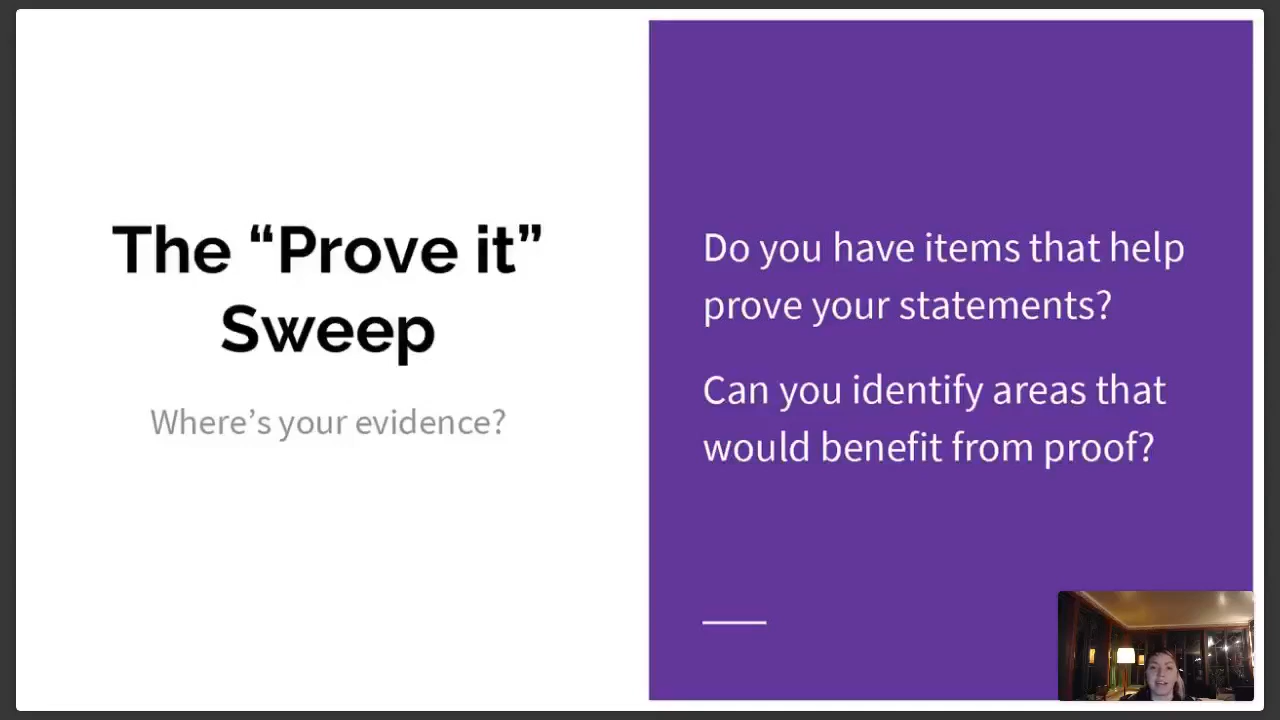 The “Prove it”
Sweep
Where’s your evidence?
Do you have items that help
prove your statements?
Can you identify areas that
would benefit from proof?